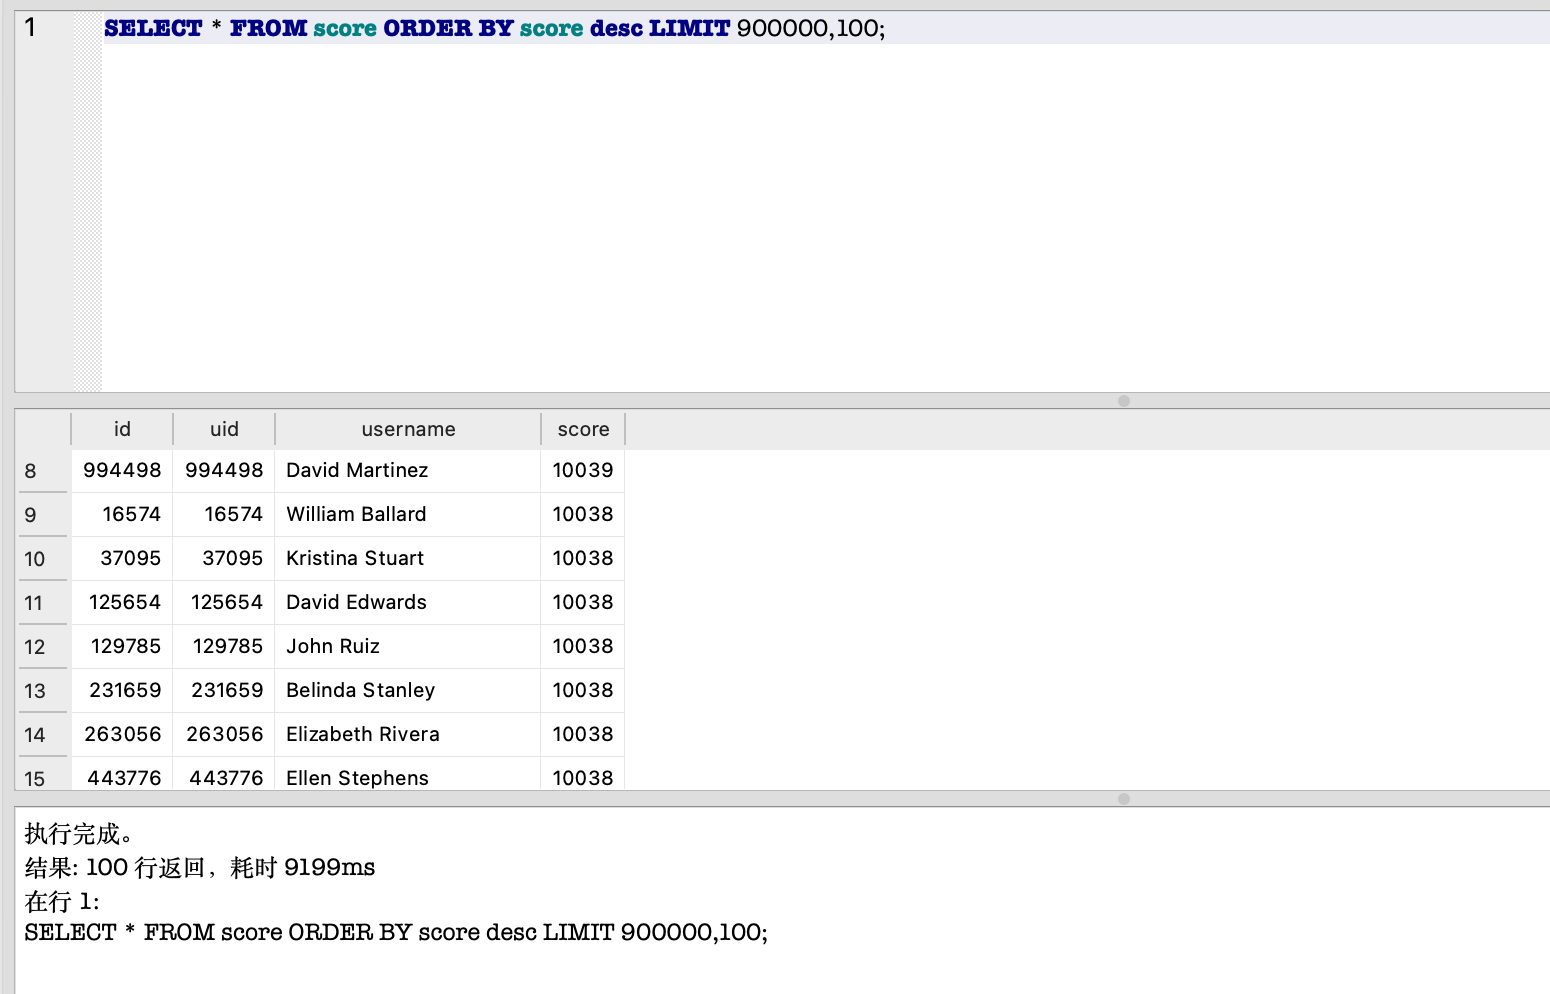 1 SELECT * FROM score ORDER BY score desc LIMIT 900000,100;
id uid username score
8 994498 994498 David Martinez 10039
9 16574 16574 William Ballard 10038
10 37095 37095 Kristina Stuart 10038
11 125654 125654 David Edwards 10038
12 129785 129785 John Ruiz 10038
13 231659 231659 Belinda Stanley 10038
14 263056 263056 Elizabeth Rivera 10038
15 443776 443776 Ellen Stephens 10038
执行完成。
结果: 100 行返回，耗时 9199ms
在行 1:
SELECT * FROM score ORDER BY score desc LIMIT 900000,100;